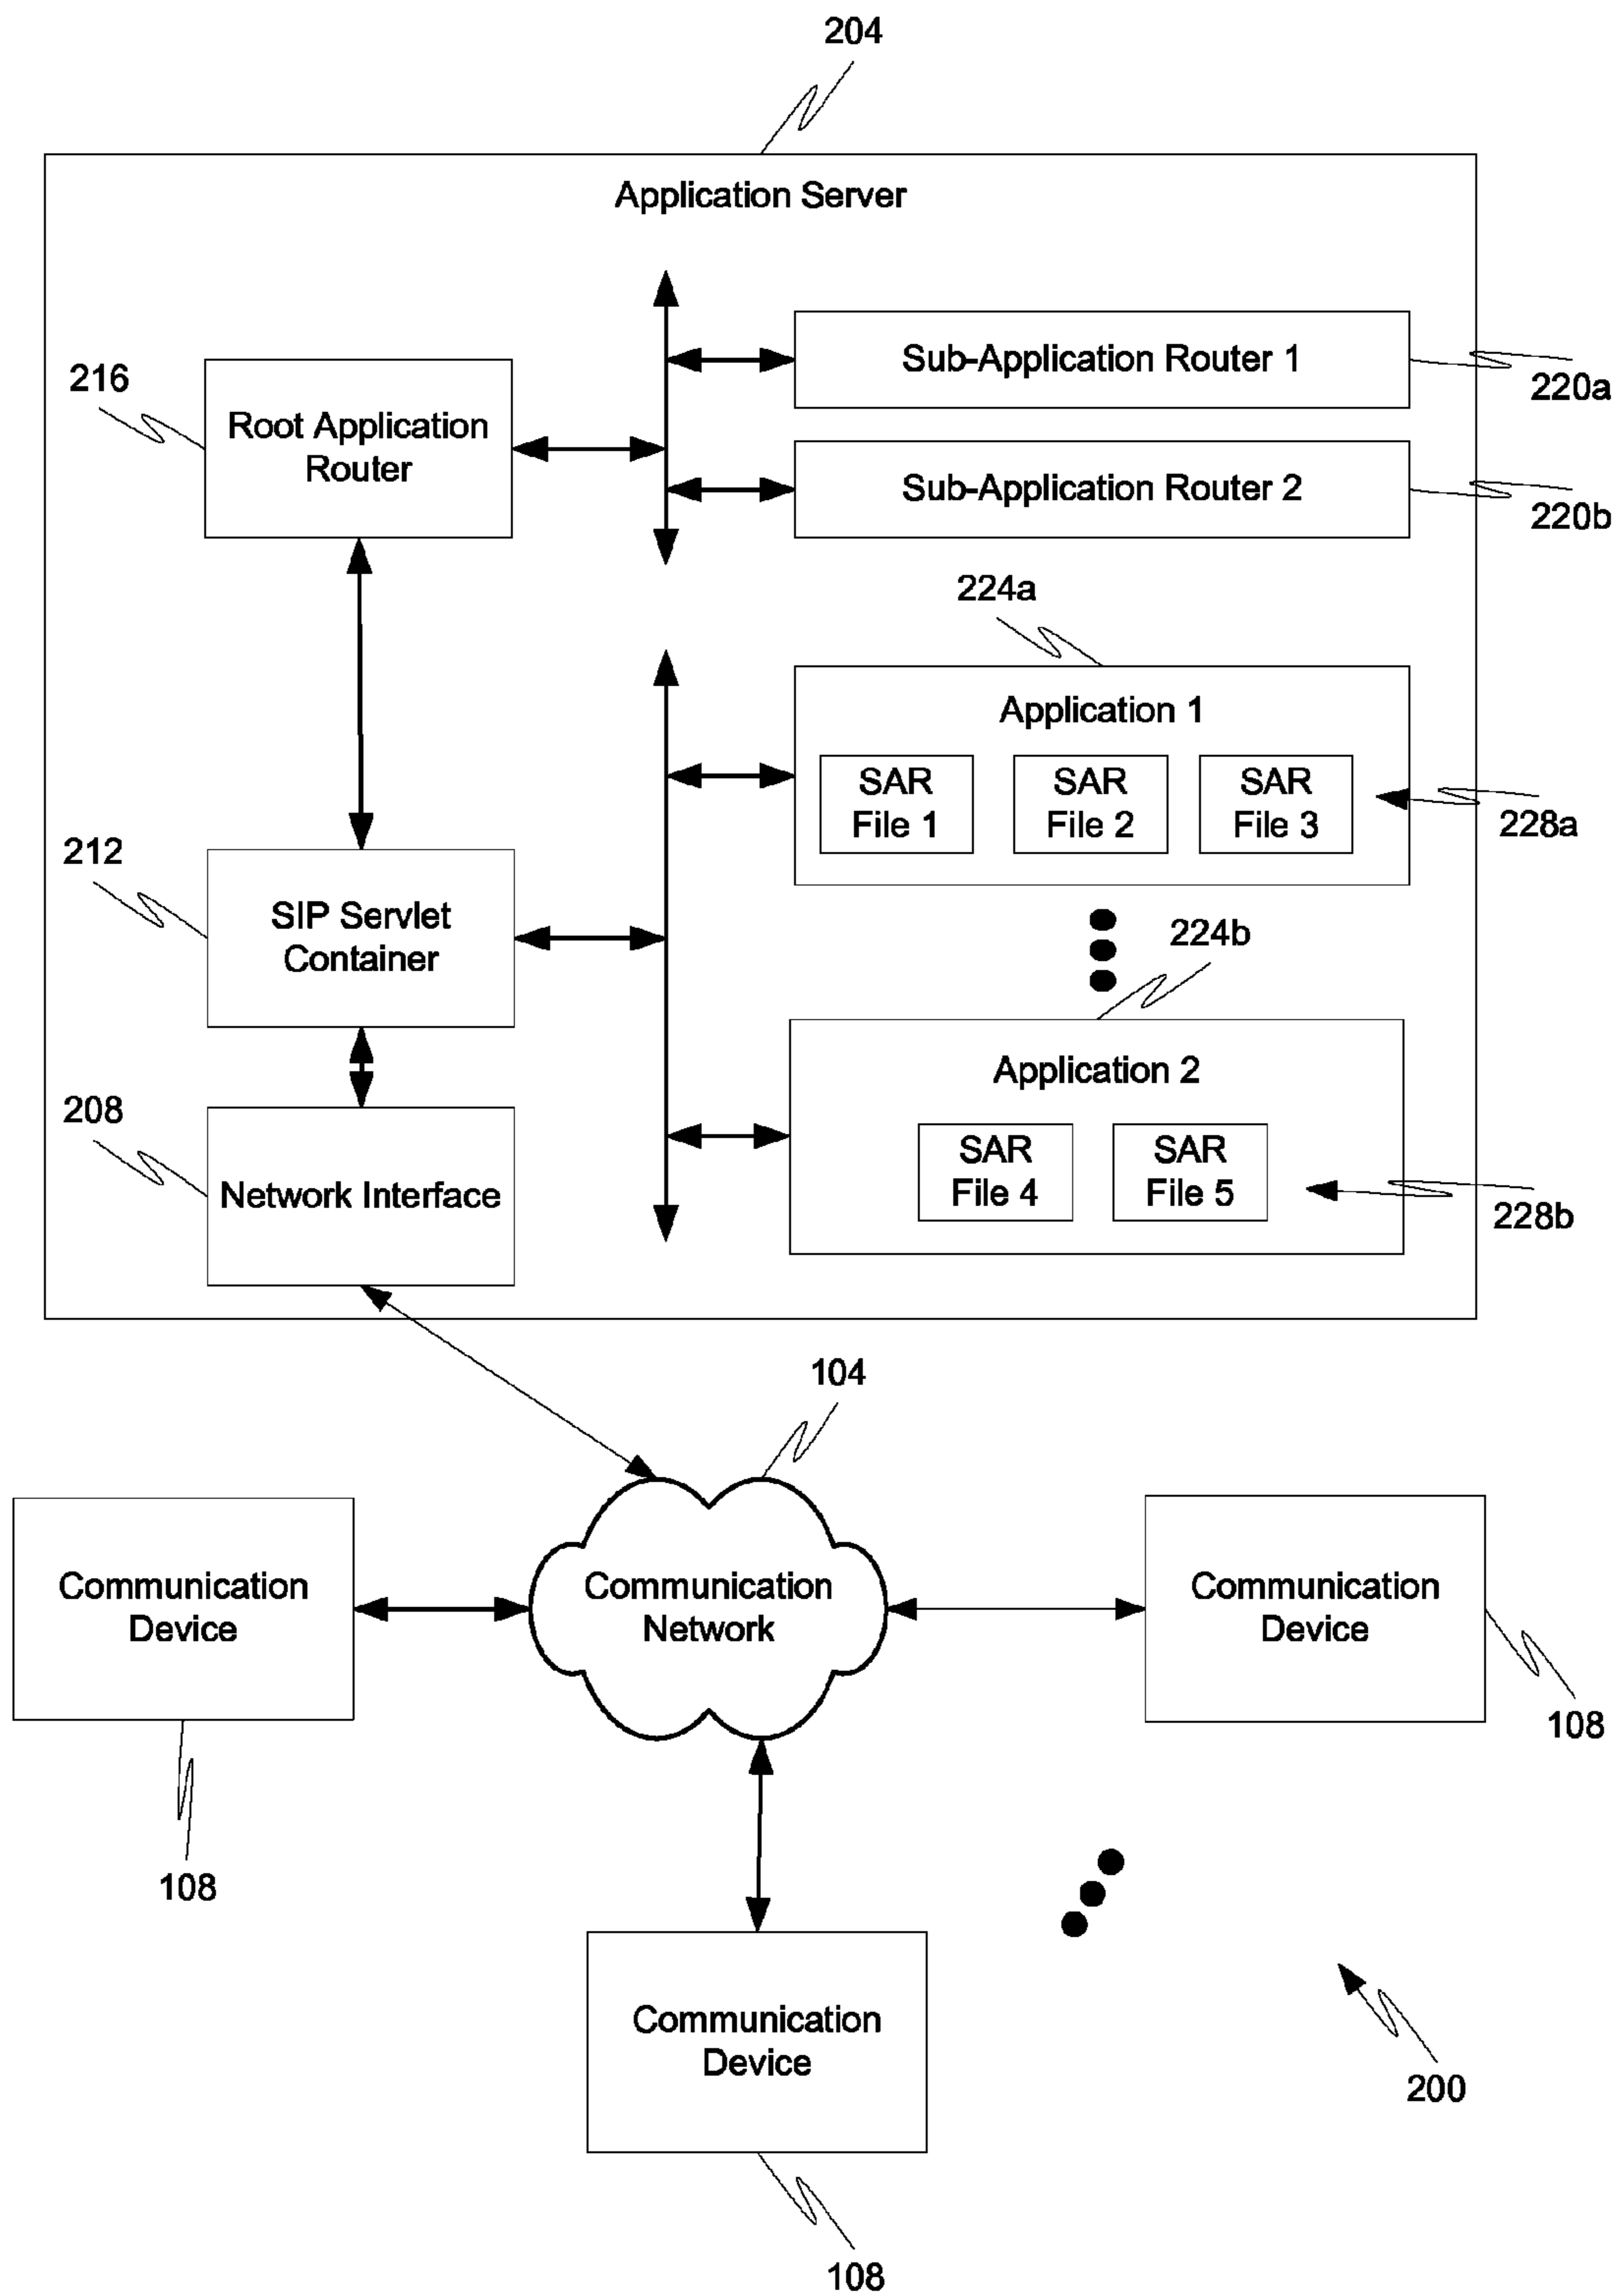 204
Application Server
Sub-Application Router 1
220a
216
Root Application
Router
Sub-Application Router 2
220b
224a
Application 1
SAR
File 1
SAR
File 2
SAR
File 3
228a
212
SIP Servlet
Container
224b
Application 2
208
Network Interface
SAR
File 4
SAR
File 5
228b
104
Communication
Device
Communication
Network
Communication
Device
108
108
Communication
Device
200
108